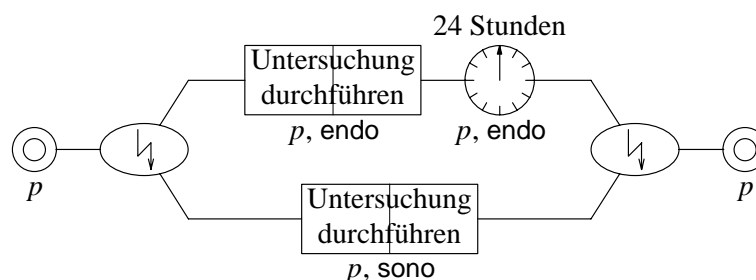 24 Stunden
Untersuchung
durchführen
p, endo
p, endo
p
p
Untersuchung
durchführen
p, sono